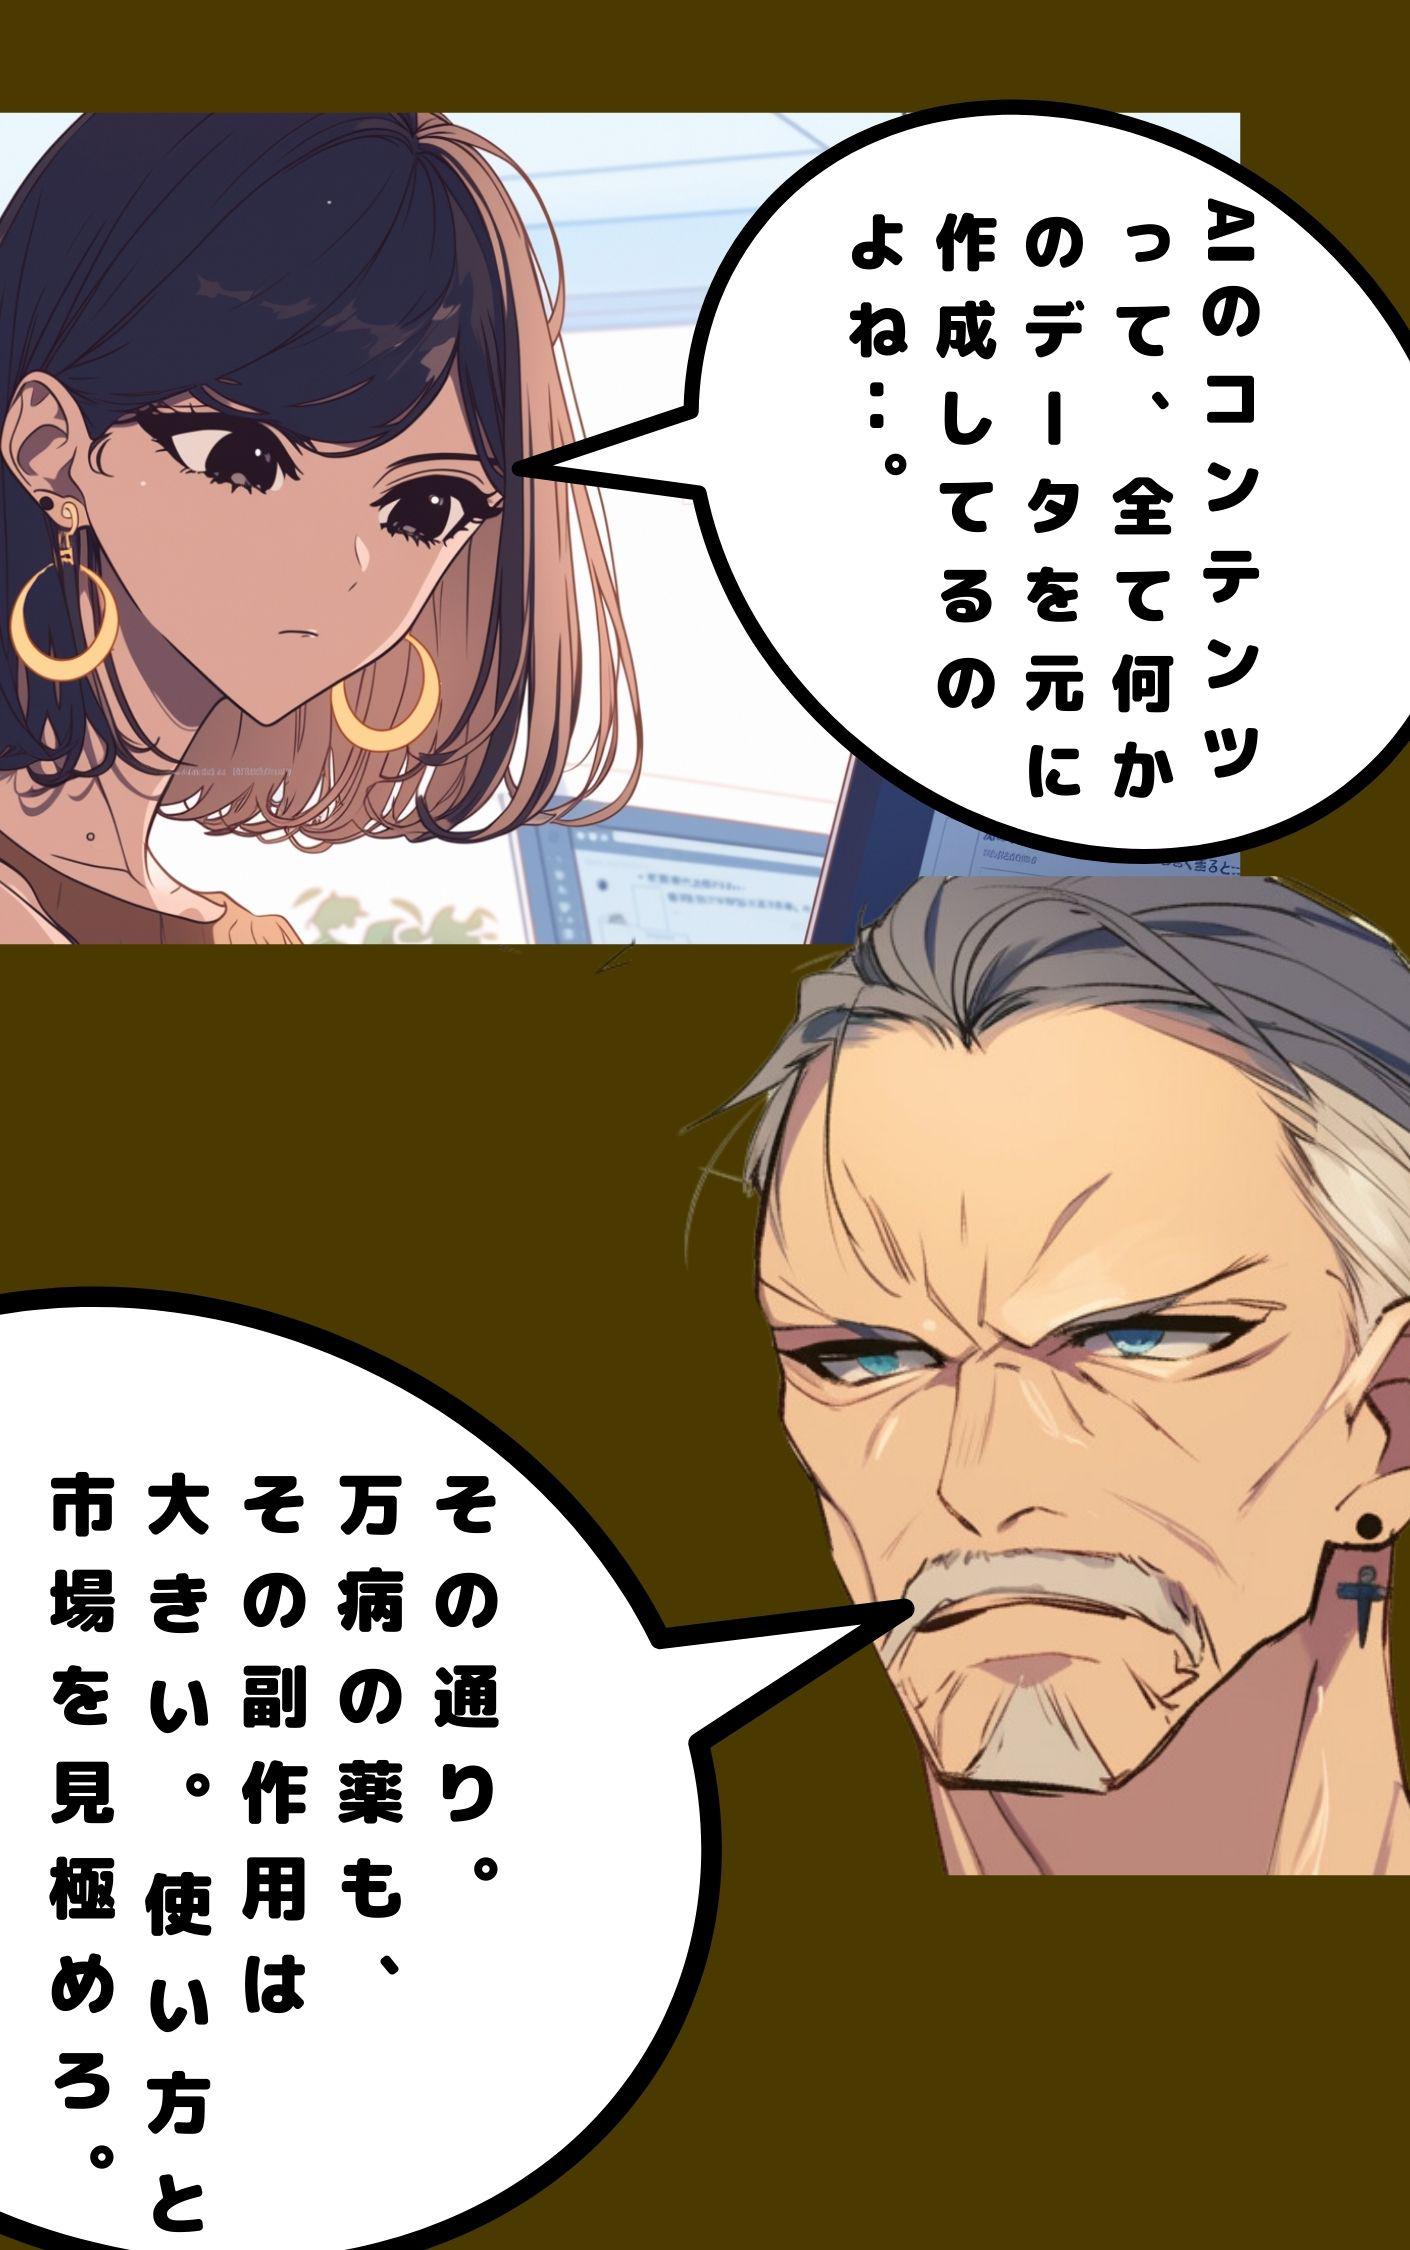 AIのコンテンツ
って、全て何か
のデータを元に
作成してるの
よね…。
その通り。
万病の薬も、
その副作用は
大きい。使い方と
市場を見極めろ。